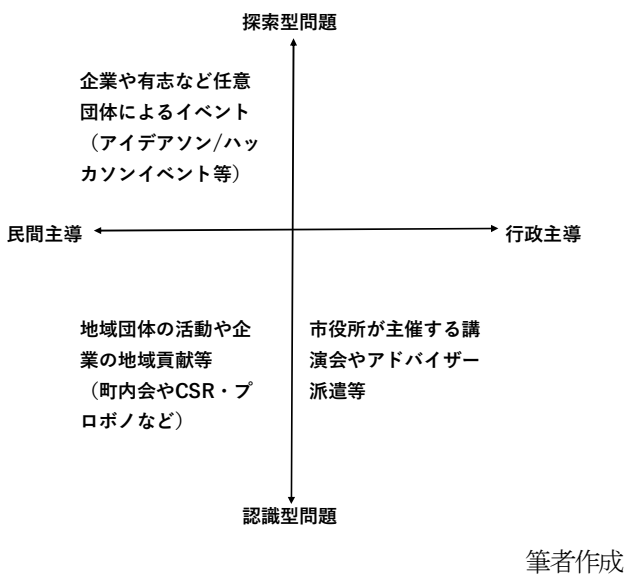 探索型問題
企業や有志など任意
団体によるイベント
（アイデアソン/ハッ
カソンイベント等）
民間主導
行政主導
地域団体の活動や企
業の地域貢献等
（町内会やCSR・プ
ロボノなど）
市役所が主催する講
演会やアドバイザー
派遣等
認識型問題
筆者作成